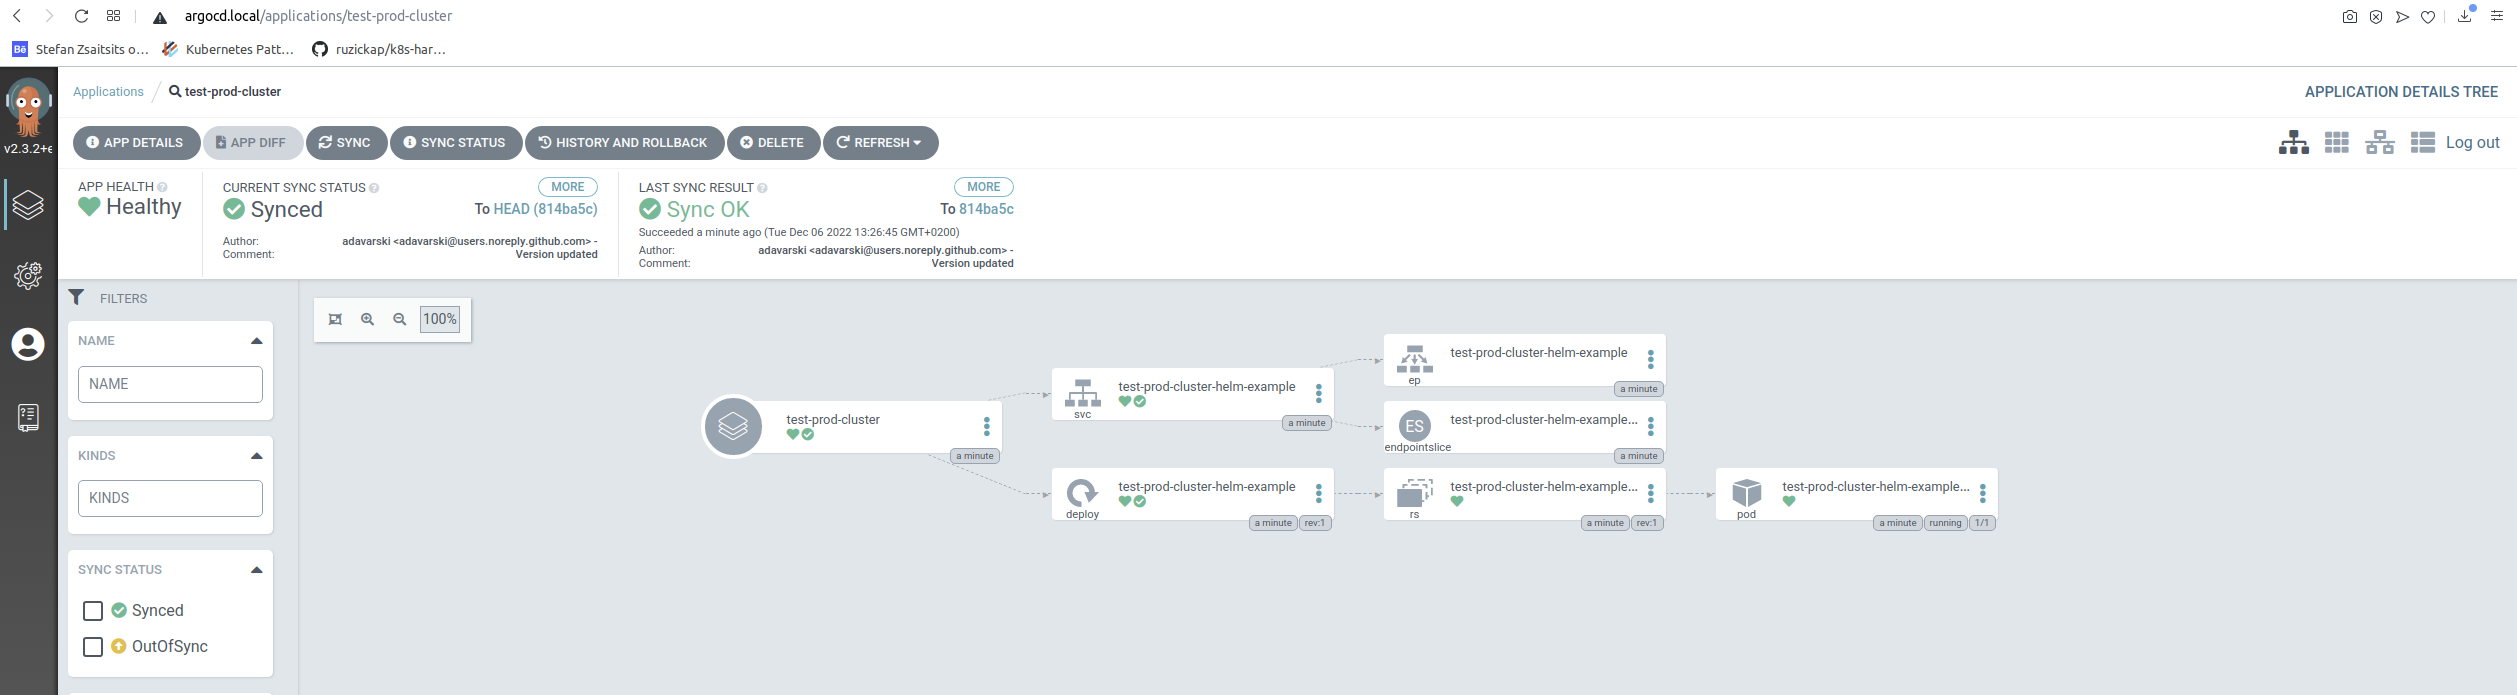 argocd.local/applications/test-prod-cluster
Bē Stefan Zsaitsits o... Kubernetes Patt... ruzickap/k8s-har...
v2.3.2+e
Applications / test-prod-cluster
APPLICATION DETAILS TREE
APP DETAILS APP DIFF SYNC SYNC STATUS HISTORY AND ROLLBACK DELETE REFRESH
Log out
APP HEALTH
Healthy
CURRENT SYNC STATUS MORE
Synced To HEAD (814ba5c)
Author: adavarski <adavarski@users.noreply.github.com> -
Comment: Version updated
LAST SYNC RESULT MORE
Sync OK To 814ba5c
Succeeded a minute ago (Tue Dec 06 2022 13:26:45 GMT+0200)
Author: adavarski <adavarski@users.noreply.github.com> -
Comment: Version updated
FILTERS
NAME
NAME
KINDS
KINDS
SYNC STATUS
Synced
OutOfSync
100%
test-prod-cluster
a minute
svc
test-prod-cluster-helm-example
a minute
ep
test-prod-cluster-helm-example
a minute
ES
endpointslice
test-prod-cluster-helm-example...
a minute
deploy
test-prod-cluster-helm-example
a minute rev:1
rs
test-prod-cluster-helm-example...
a minute rev:1
pod
test-prod-cluster-helm-example...
a minute running 1/1